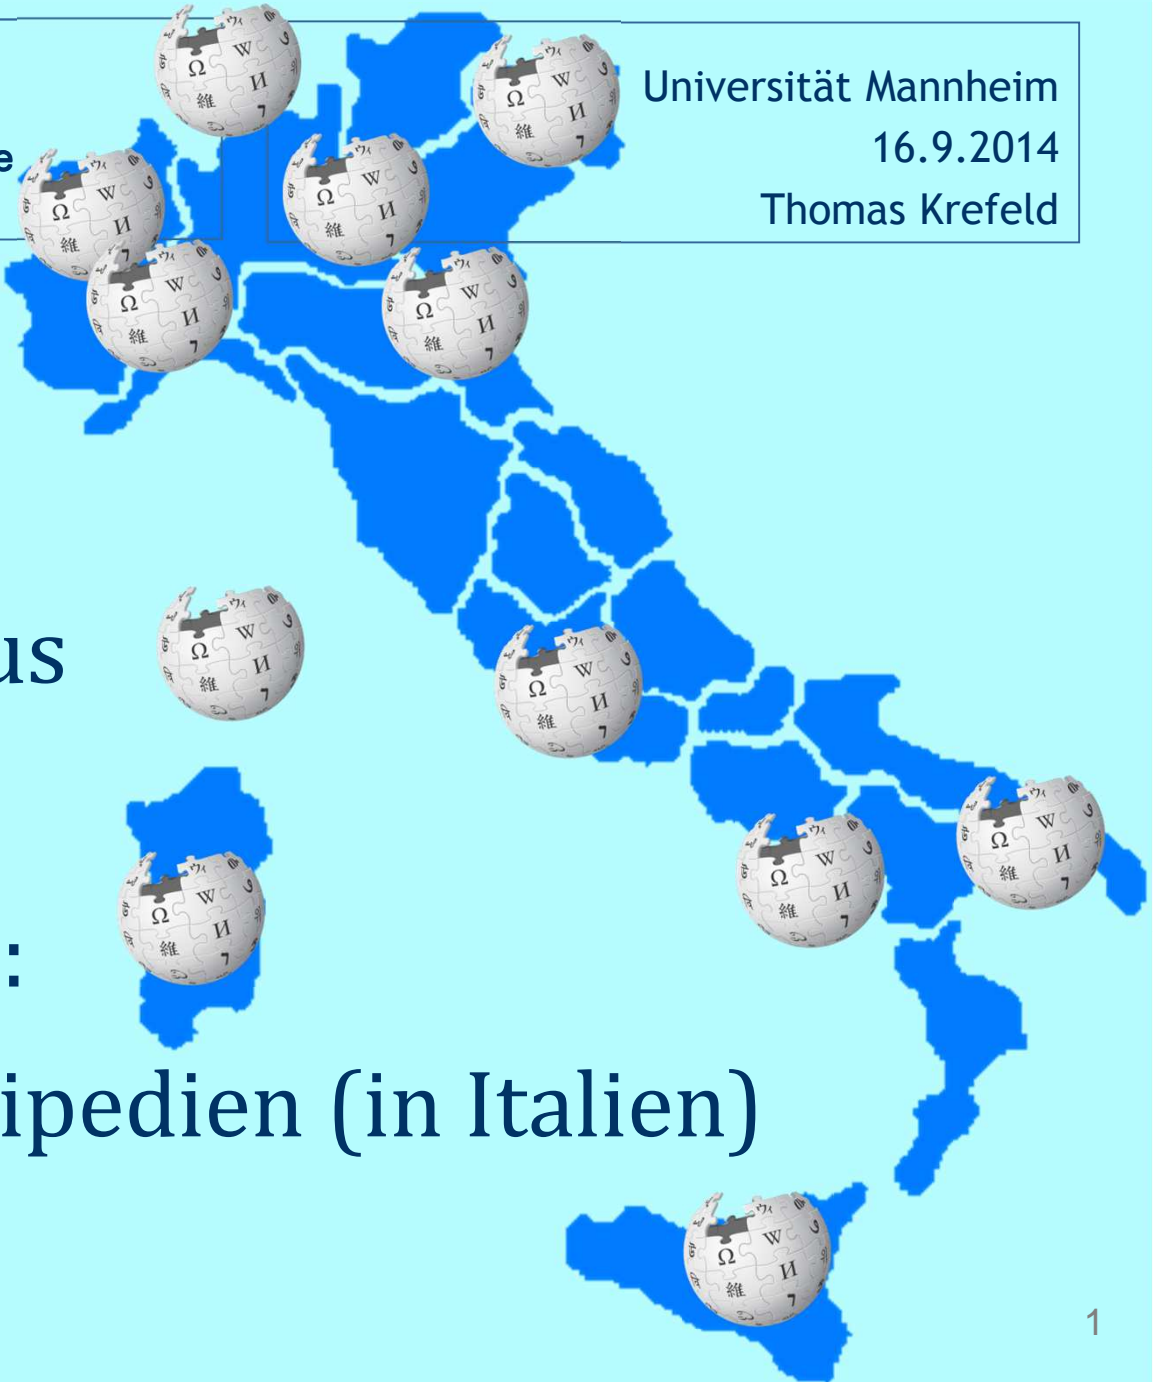 Universität Mannheim
e
16.9.2014
Thomas Krefeld
us
:
ipedien (in Italien)
1